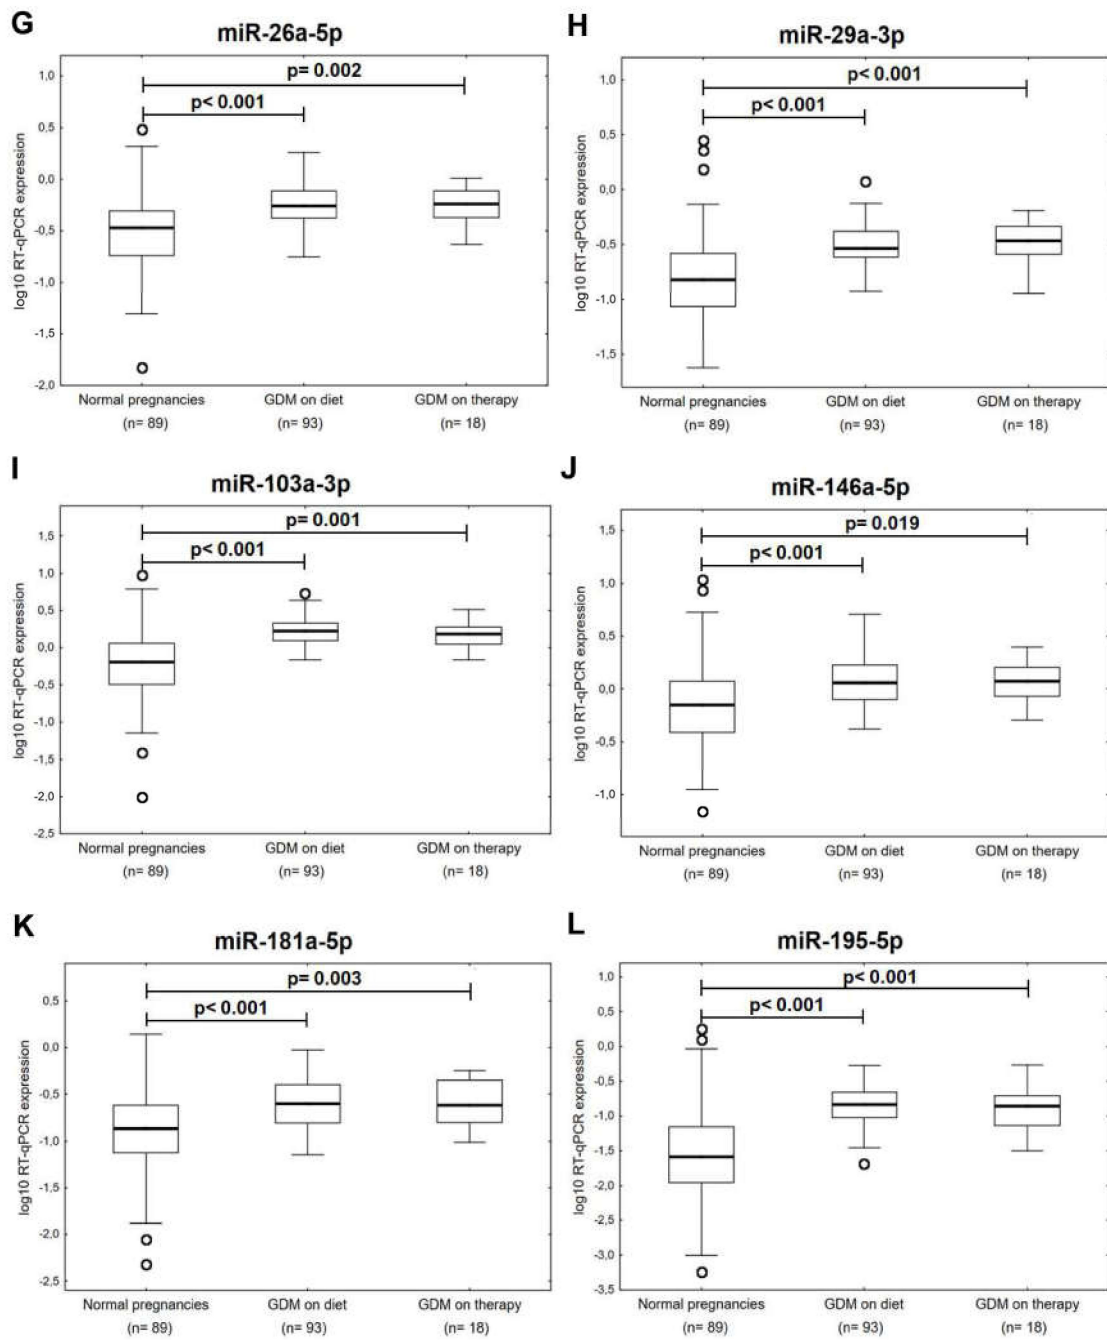 G
miR-26a-5p
log10 RT-qPCR expression
1,0
0,5
0,0
-0,5
-1,0
-1,5
-2,0
p= 0.002
p< 0.001
Normal pregnancies GDM on diet GDM on therapy
(n= 89) (n= 93) (n= 18)
H
miR-29a-3p
log10 RT-qPCR expression
1,0
0,5
0,0
-0,5
-1,0
-1,5
p< 0.001
p< 0.001
Normal pregnancies GDM on diet GDM on therapy
(n= 89) (n= 93) (n= 18)
I
miR-103a-3p
log10 RT-qPCR expression
1,5
1,0
0,5
0,0
-0,5
-1,0
-1,5
-2,0
-2,5
p= 0.001
p< 0.001
Normal pregnancies GDM on diet GDM on therapy
(n= 89) (n= 93) (n= 18)
J
miR-146a-5p
log10 RT-qPCR expression
1,5
1,0
0,5
0,0
-0,5
-1,0
p= 0.019
p< 0.001
Normal pregnancies GDM on diet GDM on therapy
(n= 89) (n= 93) (n= 18)
K
miR-181a-5p
log10 RT-qPCR expression
0,5
0,0
-0,5
-1,0
-1,5
-2,0
-2,5
p= 0.003
p< 0.001
Normal pregnancies GDM on diet GDM on therapy
(n= 89) (n= 93) (n= 18)
L
miR-195-5p
log10 RT-qPCR expression
1,0
0,5
0,0
-0,5
-1,0
-1,5
-2,0
-2,5
-3,0
-3,5
p< 0.001
p< 0.001
Normal pregnancies GDM on diet GDM on therapy
(n= 89) (n= 93) (n= 18)